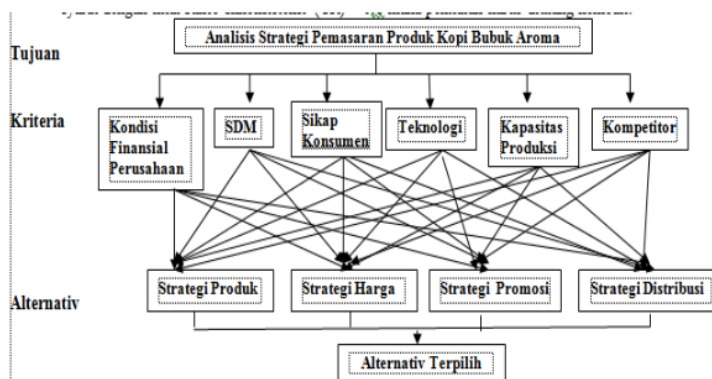 Analisis Strategi Pemasaran Produk Kopi Bubuk Aroma
Tujuan
Kriteria
Kondisi
Finansial
Perusahaan
SDM
Sikap
Konsumen
Teknologi
Kapasitas
Produksi
Kompetitor
Alternativ
Strategi Produk
Strategi Harga
Strategi Promosi
Strategi Distribusi
Alternativ Terpilih